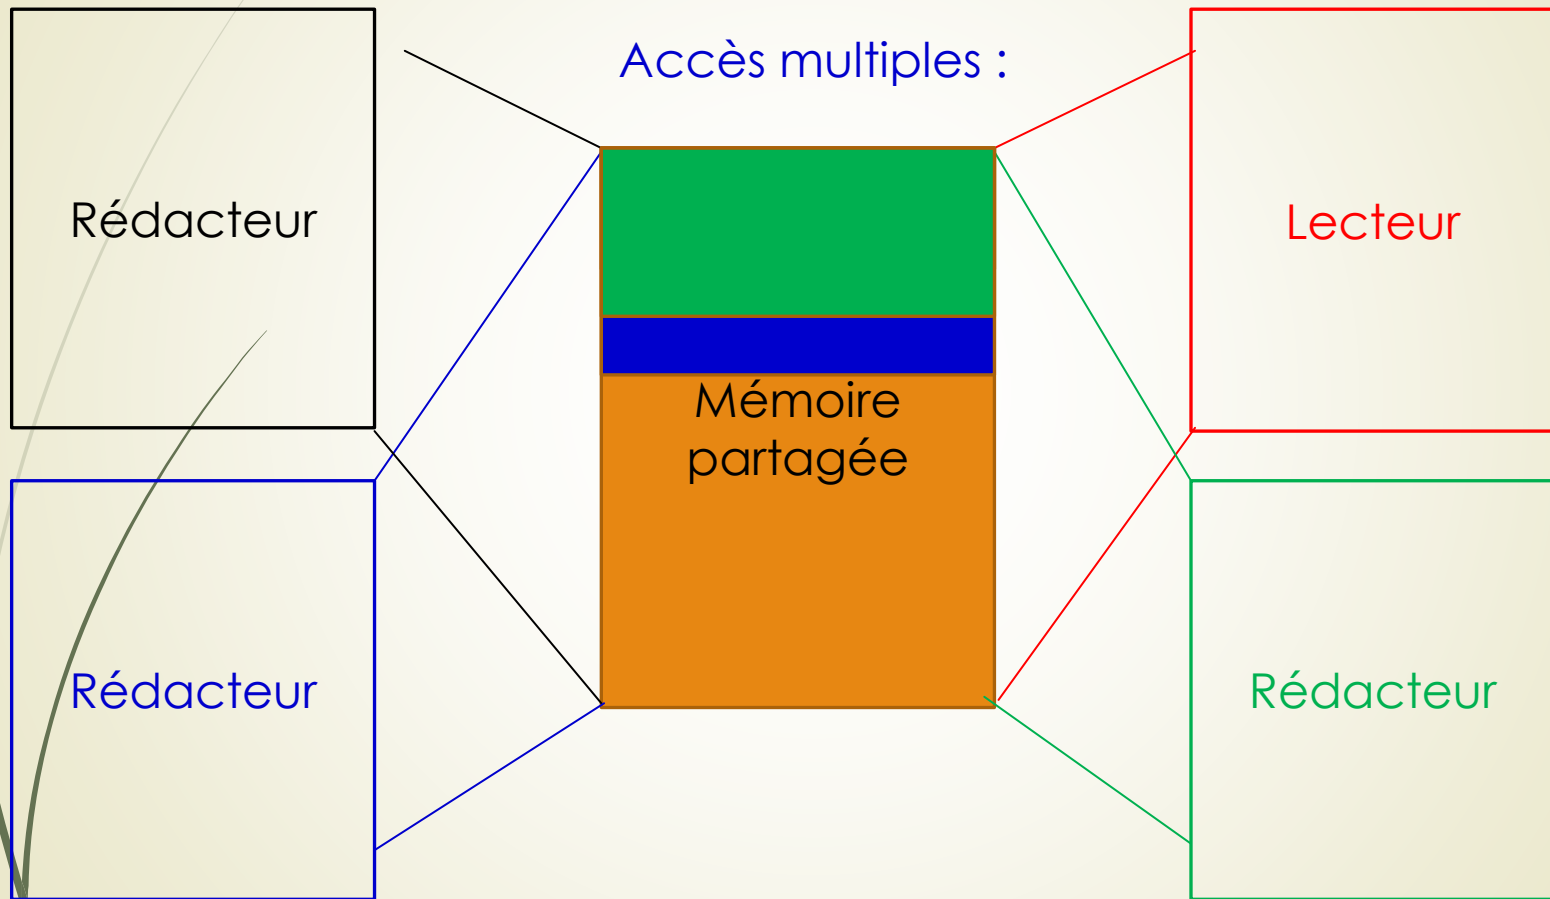 Accès multiples :
Rédacteur
Lecteur
Mémoire
partagée
Rédacteur
Rédacteur